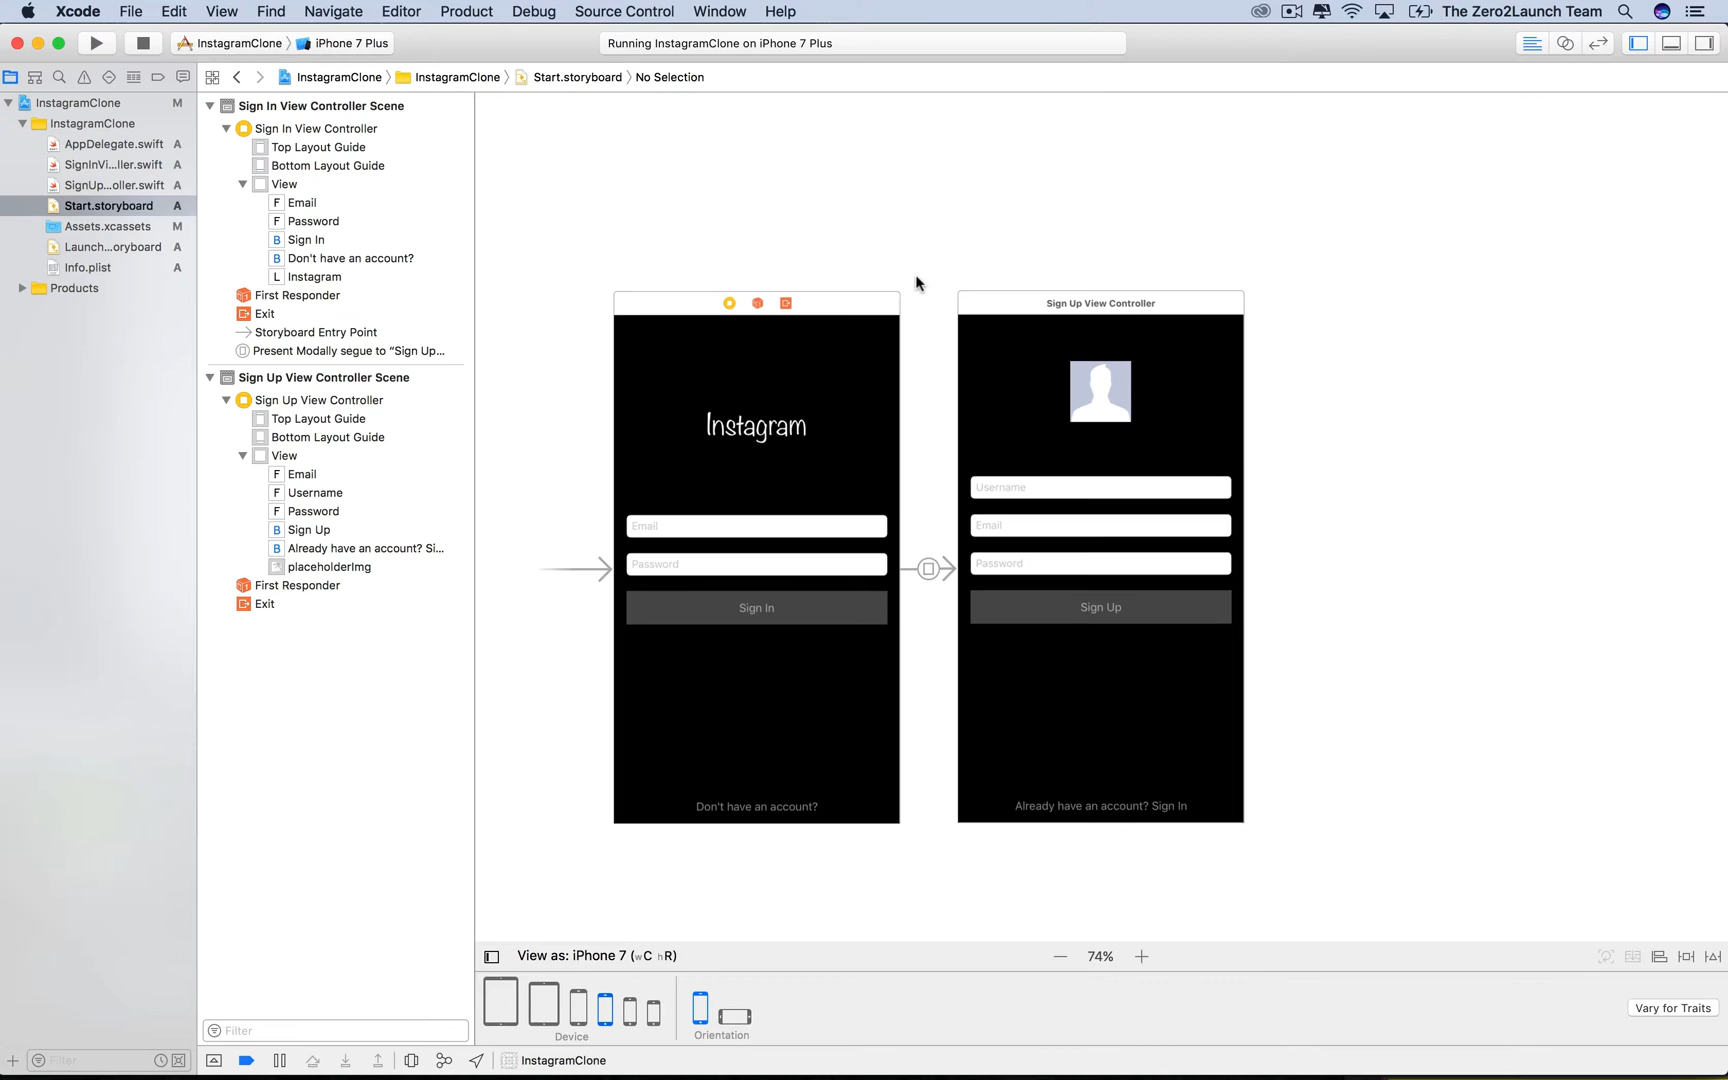 Xcode File Edit View Find Navigate Editor Product Debug Source Control Window Help The Zero2Launch Team
InstagramClone iPhone 7 Plus Running InstagramClone on iPhone 7 Plus
InstagramClone InstagramClone Start.storyboard No Selection
InstagramClone M
InstagramClone
AppDelegate.swift A
SignInVi...ller.swift A
SignUp...oller.swift A
Start.storyboard A
Assets.xcassets M
Launch...oryboard A
Info.plist A
Products
Sign In View Controller Scene
Sign In View Controller
Top Layout Guide
Bottom Layout Guide
View
F Email
F Password
B Sign In
B Don't have an account?
L Instagram
First Responder
Exit
Storyboard Entry Point
Present Modally segue to “Sign Up...
Sign Up View Controller Scene
Sign Up View Controller
Top Layout Guide
Bottom Layout Guide
View
F Email
F Username
F Password
B Sign Up
B Already have an account? Si...
placeholderImg
First Responder
Exit
Instagram
Email
Password
Sign In
Don't have an account?
Sign Up View Controller
Username
Email
Password
Sign Up
Already have an account? Sign In
View as: iPhone 7 (wC hR)
74%
Device
Orientation
Vary for Traits
Filter
Filter
InstagramClone